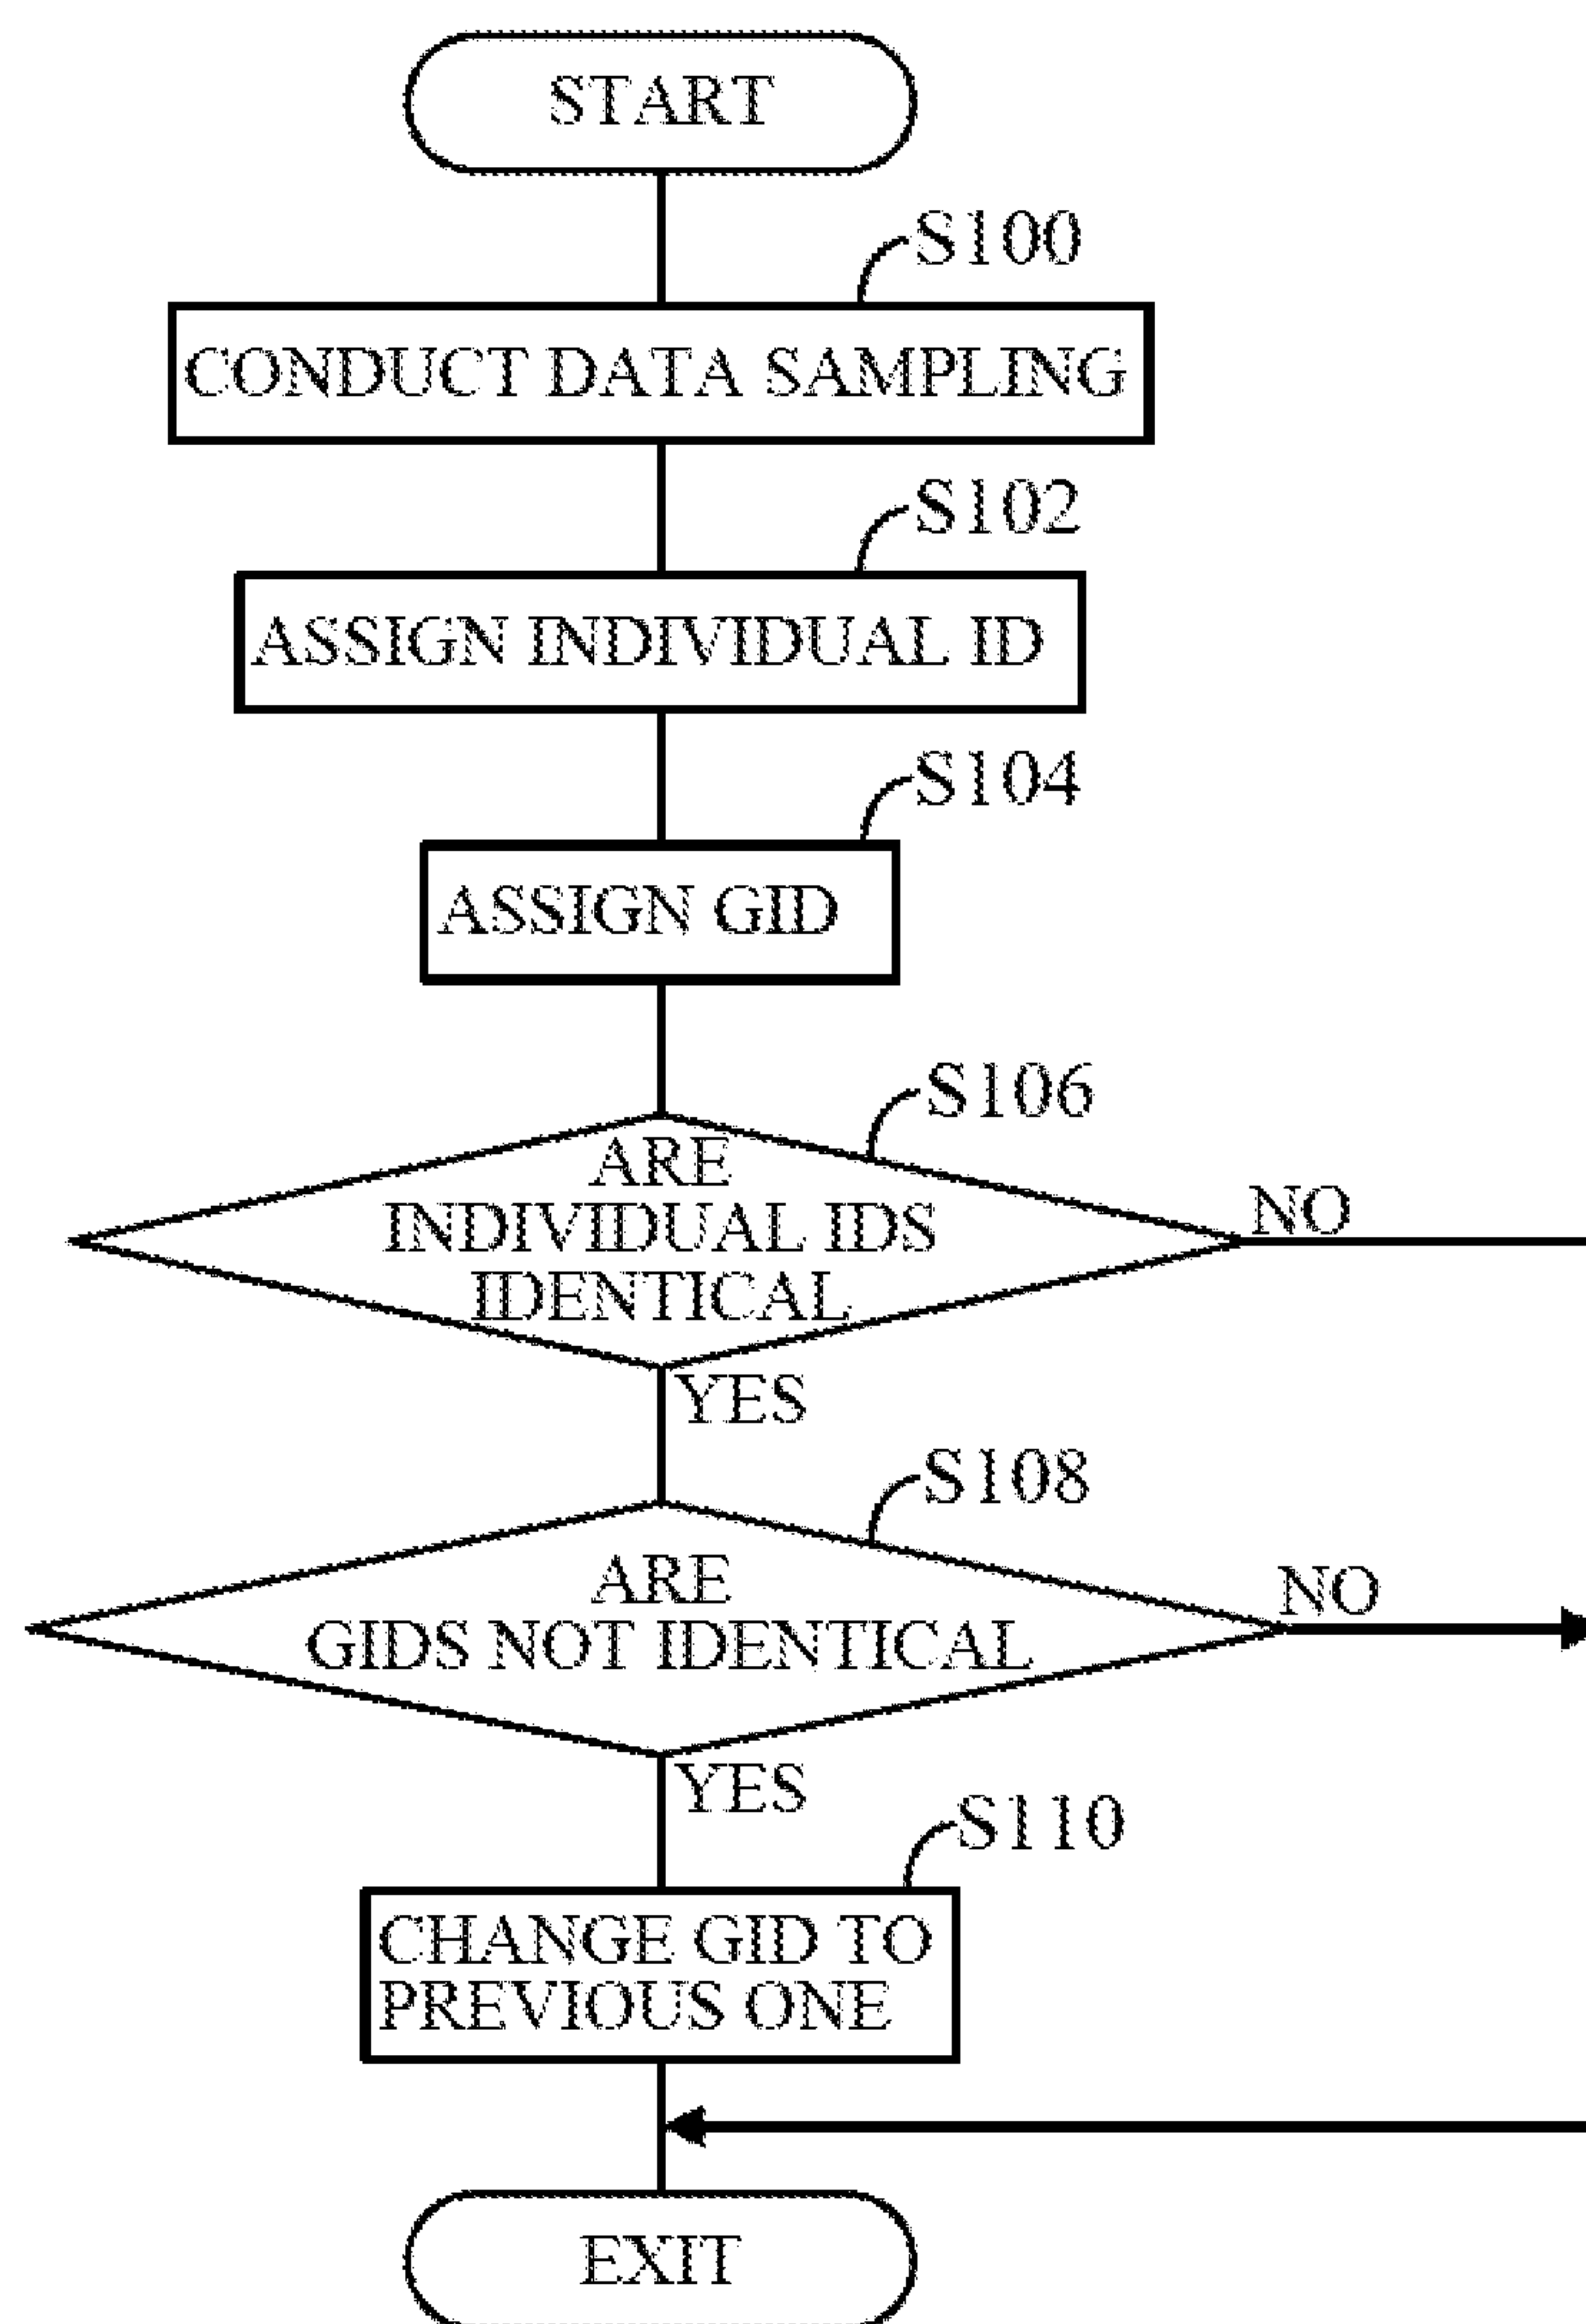 START
S100
CONDUCT DATA SAMPLING
S102
ASSIGN INDIVIDUAL ID
S104
ASSIGN GID
S106
ARE
INDIVIDUAL IDS
IDENTICAL
NO
YES
S108
ARE
GIDS NOT IDENTICAL
NO
YES
S110
CHANGE GID TO
PREVIOUS ONE
EXIT